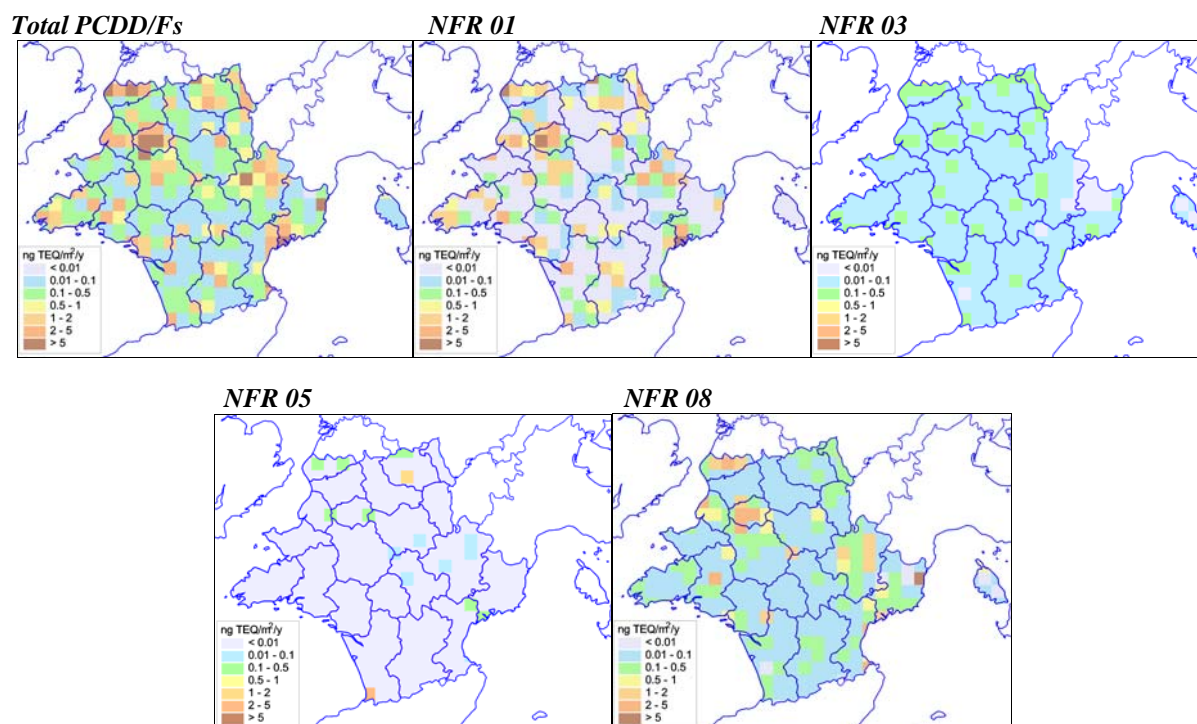 Total PCDD/Fs
NFR 01
NFR 03
ng TEQ/m²/y
< 0.01
0.01 - 0.1
0.1 - 0.5
0.5 - 1
1 - 2
2 - 5
> 5
ng TEQ/m²/y
< 0.01
0.01 - 0.1
0.1 - 0.5
0.5 - 1
1 - 2
2 - 5
> 5
ng TEQ/m²/y
< 0.01
0.01 - 0.1
0.1 - 0.5
0.5 - 1
1 - 2
2 - 5
> 5
NFR 05
NFR 08
ng TEQ/m²/y
< 0.01
0.01 - 0.1
0.1 - 0.5
0.5 - 1
1 - 2
2 - 5
> 5
ng TEQ/m²/y
< 0.01
0.01 - 0.1
0.1 - 0.5
0.5 - 1
1 - 2
2 - 5
> 5